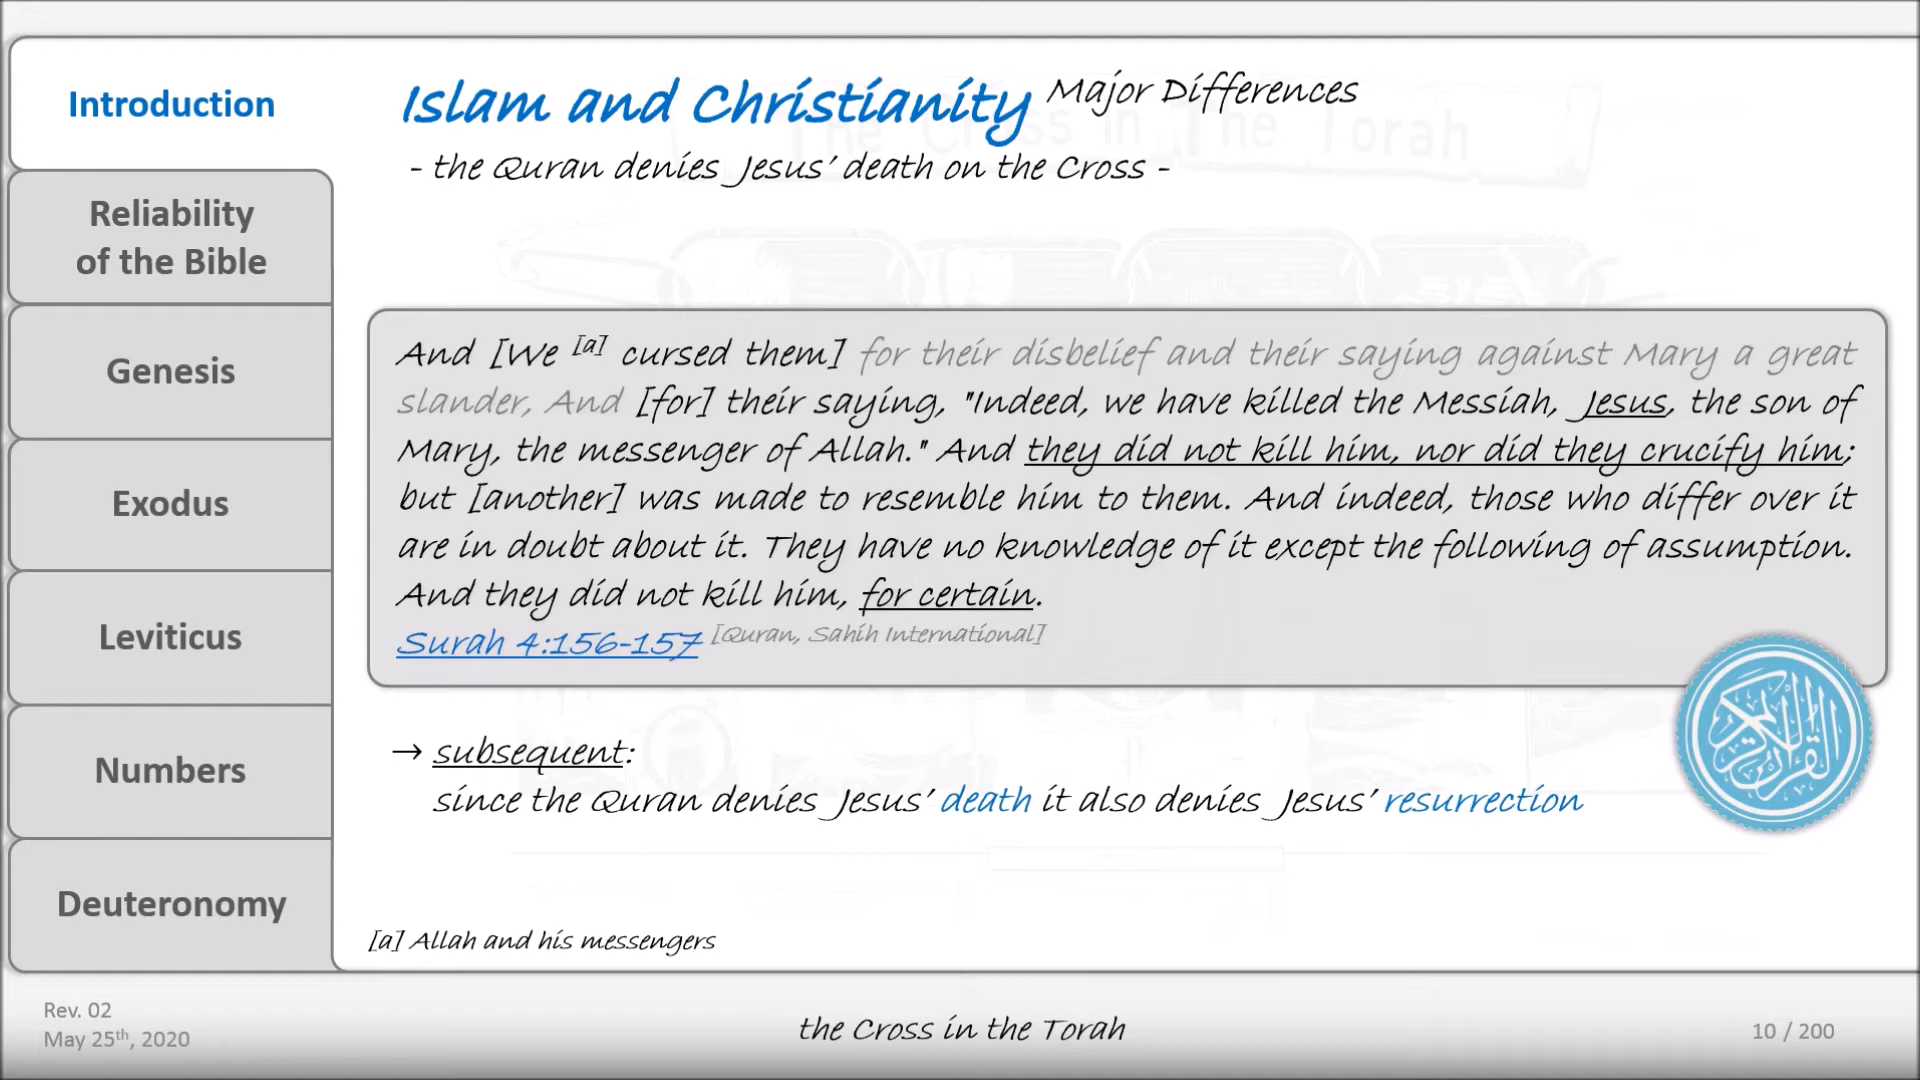 Introduction
Reliability
of the Bible
Genesis
Exodus
Leviticus
Numbers
Deuteronomy
Islam and Christianity Major Differences
- the Quran denies Jesus' death on the Cross -
The Cross in The Torah
And [We [a] cursed them] for their disbelief and their saying against Mary a great
slander, And [for] their saying, "Indeed, we have killed the Messiah, Jesus, the son of
Mary, the messenger of Allah." And they did not kill him, nor did they crucify him;
but [another] was made to resemble him to them. And indeed, those who differ over it
are in doubt about it. They have no knowledge of it except the following of assumption.
And they did not kill him, for certain.
Surah 4:156-157 [Quran, Sahih International]
القرآن الكريم
→ subsequent:
since the Quran denies Jesus' death it also denies Jesus' resurrection
[a] Allah and his messengers
Rev. 02
May 25th, 2020
the Cross in the Torah
10 / 200